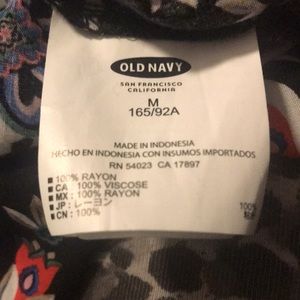 OLD NAVY
SAN FRANCISCO
CALIFORNIA
M
165/92A
MADE IN INDONESIA
HECHO EN INDONESIA CON INSUMOS IMPORTADOS
RN 54023 CA 17897
100% RAYON
CA : 100% VISCOSE
MX : 100% RAYON
JP : レーヨン 100%
CN : 100%